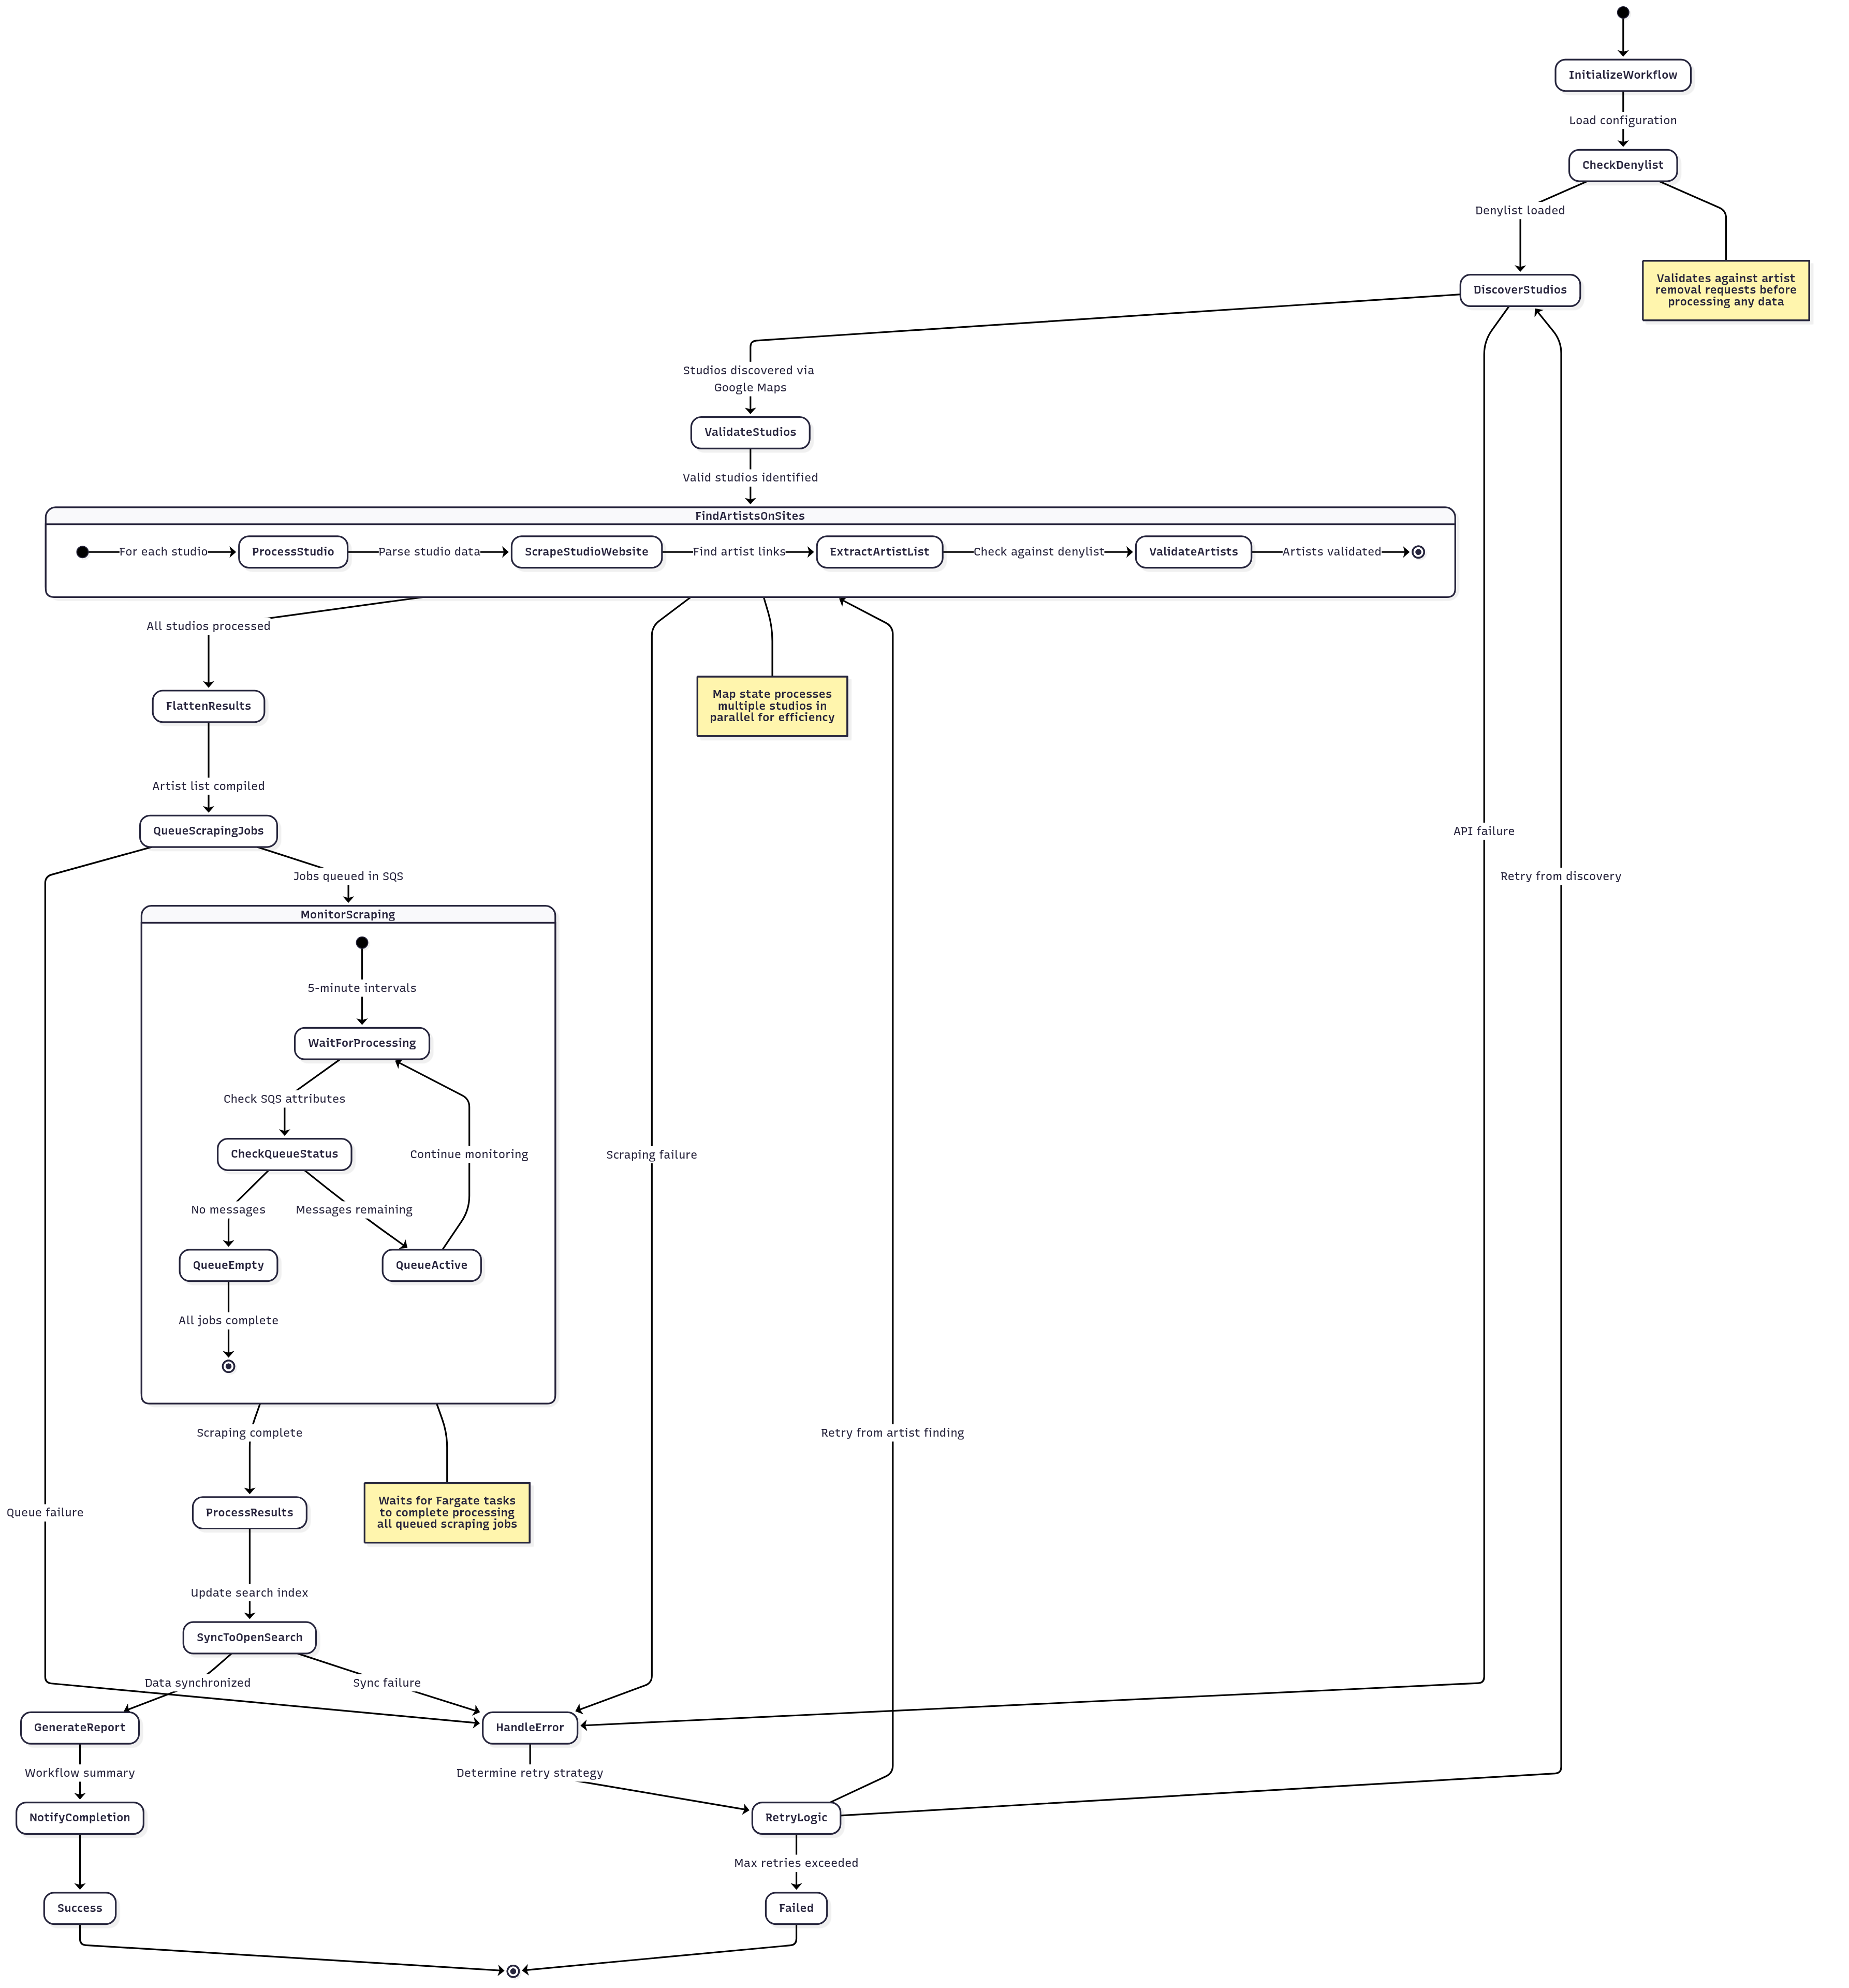 InitializeWorkflow
Load configuration
CheckDenylist
Denylist loaded
Validates against artist
removal requests before
processing any data
DiscoverStudios
Studios discovered via
Google Maps
ValidateStudios
Valid studios identified
FindArtistsOnSites
For each studio
ProcessStudio
Parse studio data
ScrapeStudioWebsite
Find artist links
ExtractArtistList
Check against denylist
ValidateArtists
Artists validated
All studios processed
Map state processes
multiple studios in
parallel for efficiency
FlattenResults
Artist list compiled
QueueScrapingJobs
API failure
Jobs queued in SQS
Retry from discovery
MonitorScraping
5-minute intervals
WaitForProcessing
Check SQS attributes
CheckQueueStatus
Continue monitoring
Scraping failure
No messages
Messages remaining
QueueEmpty
QueueActive
All jobs complete
Scraping complete
Retry from artist finding
Queue failure
ProcessResults
Waits for Fargate tasks
to complete processing
all queued scraping jobs
Update search index
SyncToOpenSearch
Data synchronized
Sync failure
GenerateReport
HandleError
Workflow summary
Determine retry strategy
NotifyCompletion
RetryLogic
Max retries exceeded
Success
Failed